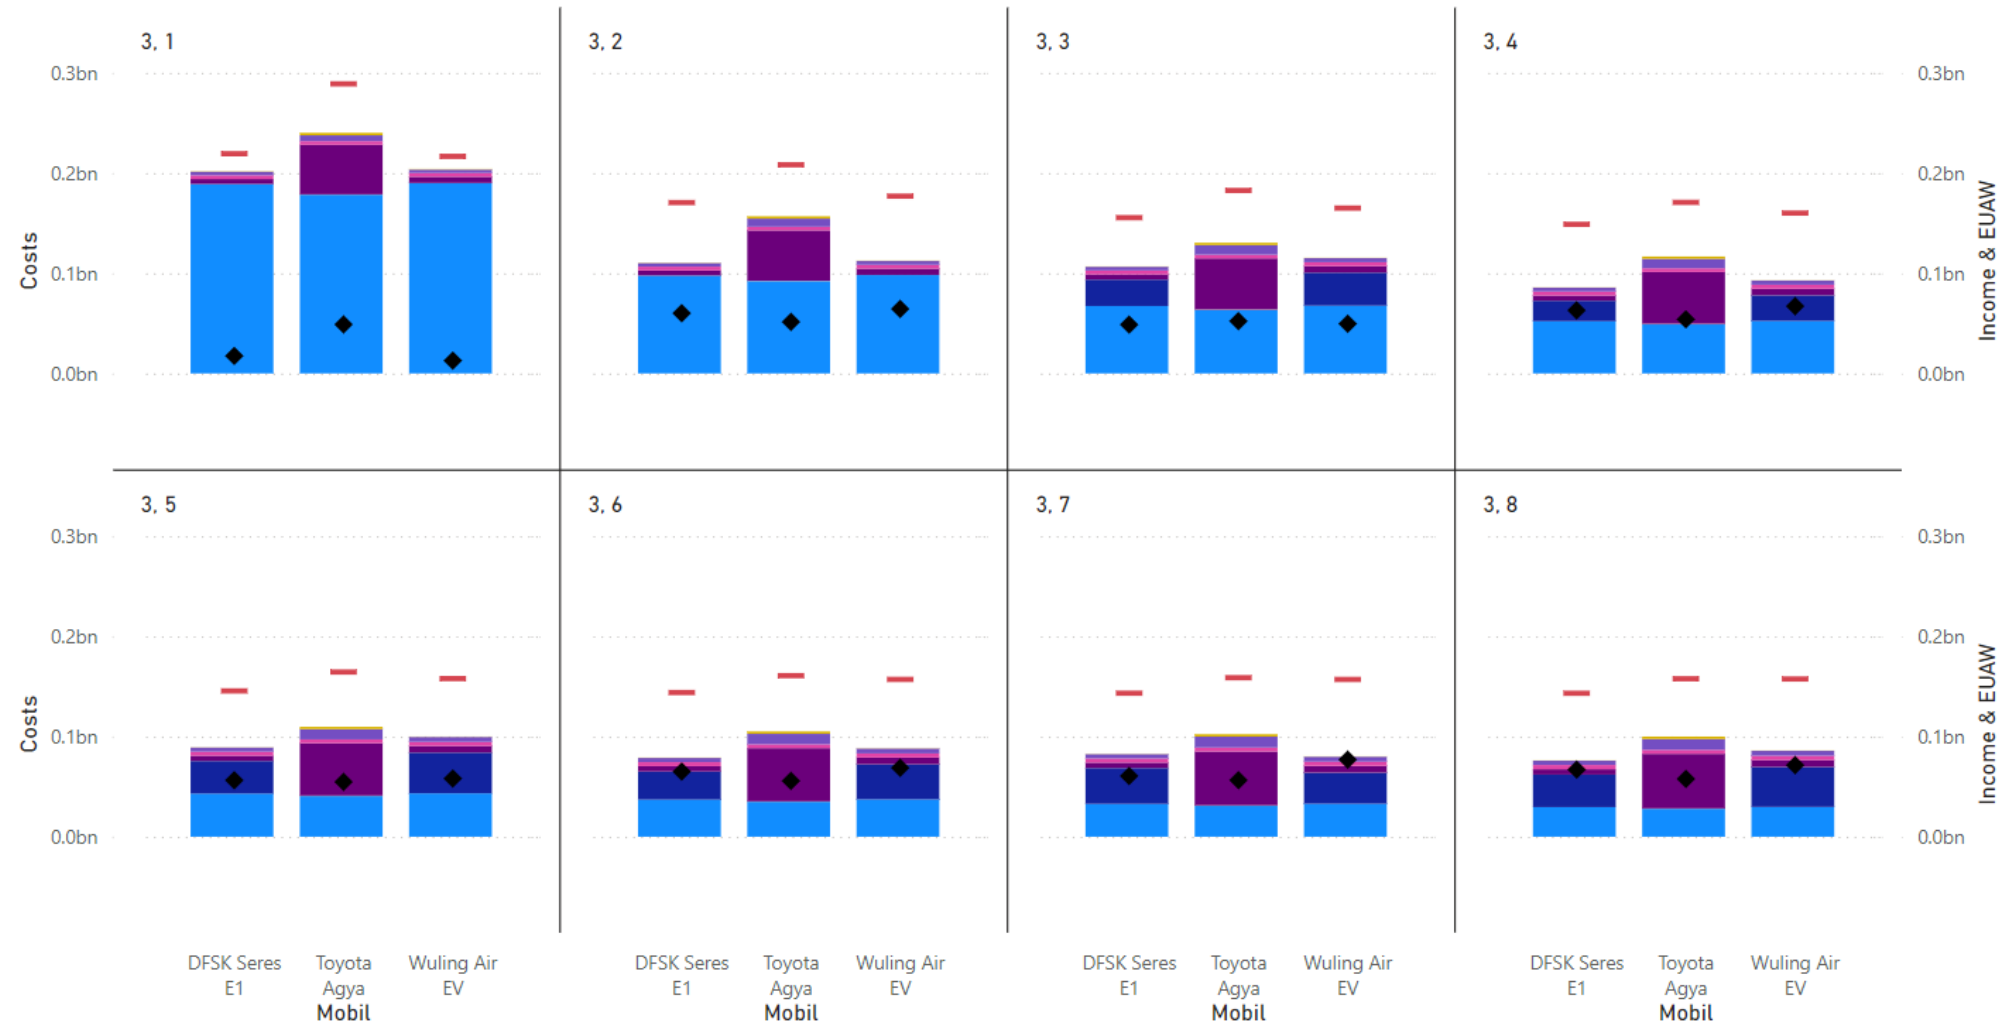 3, 1
3, 2
3, 3
3, 4
0.3bn
0.2bn
0.1bn
0.0bn
Costs
0.3bn
0.2bn
0.1bn
0.0bn
Income & EUAW
3, 5
3, 6
3, 7
3, 8
0.3bn
0.2bn
0.1bn
0.0bn
Costs
0.3bn
0.2bn
0.1bn
0.0bn
Income & EUAW
DFSK Seres
E1
Toyota
Agya
Wuling Air
EV
Mobil
DFSK Seres
E1
Toyota
Agya
Wuling Air
EV
Mobil
DFSK Seres
E1
Toyota
Agya
Wuling Air
EV
Mobil
DFSK Seres
E1
Toyota
Agya
Wuling Air
EV
Mobil